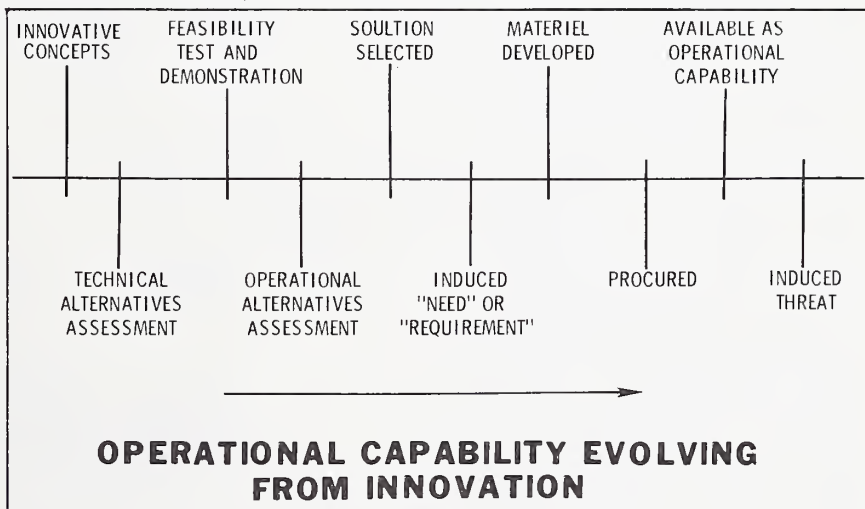 INNOVATIVE
CONCEPTS
FEASIBILITY
TEST AND
DEMONSTRATION
SOULTION
SELECTED
MATERIEL
DEVELOPED
AVAILABLE AS
OPERATIONAL
CAPABILITY
TECHNICAL
ALTERNATIVES
ASSESSMENT
OPERATIONAL
ALTERNATIVES
ASSESSMENT
INDUCED
"NEED" OR
"REQUIREMENT"
PROCURED
INDUCED
THREAT
OPERATIONAL CAPABILITY EVOLVING
FROM INNOVATION